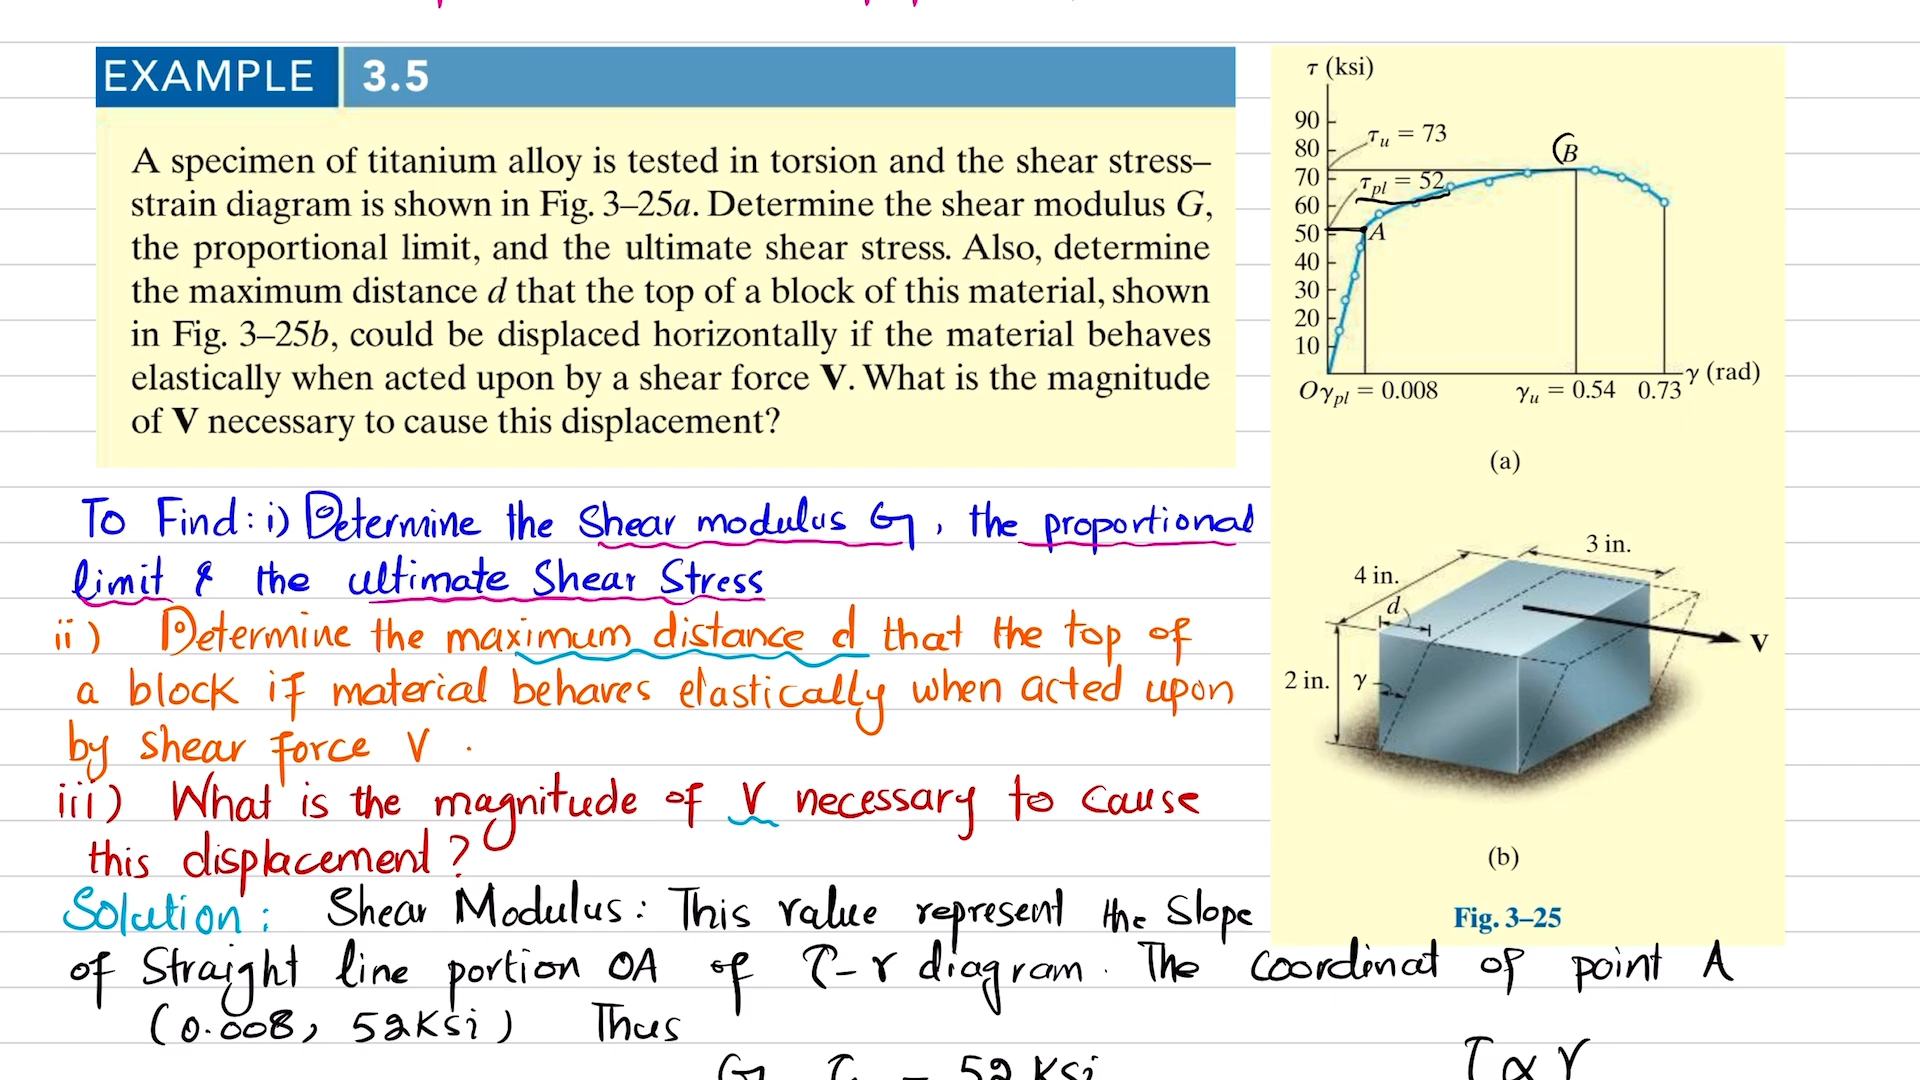 EXAMPLE 3.5
A specimen of titanium alloy is tested in torsion and the shear stress–
strain diagram is shown in Fig. 3–25a. Determine the shear modulus G,
the proportional limit, and the ultimate shear stress. Also, determine
the maximum distance d that the top of a block of this material, shown
in Fig. 3–25b, could be displaced horizontally if the material behaves
elastically when acted upon by a shear force V. What is the magnitude
of V necessary to cause this displacement?
τ (ksi)
90
80
70
60
50
40
30
20
10
τu = 73
τpl = 52
B
A
O γpl = 0.008
γu = 0.54
0.73
γ (rad)
(a)
3 in.
4 in.
d
V
2 in.
γ
(b)
Fig. 3–25
To Find: i) Determine the Shear modulus G, the proportional
limit & the ultimate Shear Stress
ii) Determine the maximum distance d that the top of
a block if material behaves elastically when acted upon
by shear force V.
iii) What is the magnitude of V necessary to cause
this displacement?
Solution: Shear Modulus: This value represent the Slope
of Straight line portion OA of τ-γ diagram. The coordinat of point A
(0.008, 52Ksi) Thus
52 Ksi
τ ∝ γ